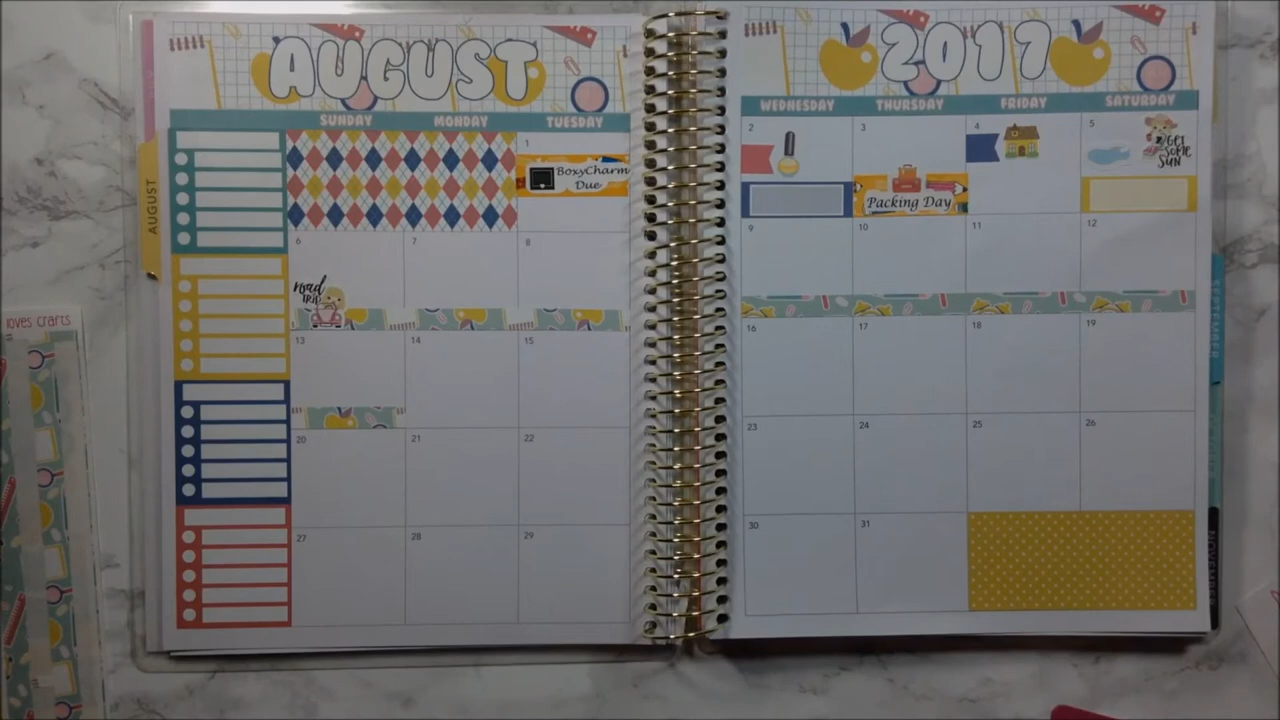 AUGUST
2017
SUNDAY MONDAY TUESDAY
WEDNESDAY THURSDAY FRIDAY SATURDAY
1
BoxyCharm
Due
2 3 4 5
GET
SOME
SUN
Packing Day
6 7 8
road
TRIP
9 10 11 12
13 14 15
16 17 18 19
20 21 22
23 24 25 26
27 28 29
30 31
AUGUST
loves crafts
SEPTEMBER
NOVEMBER